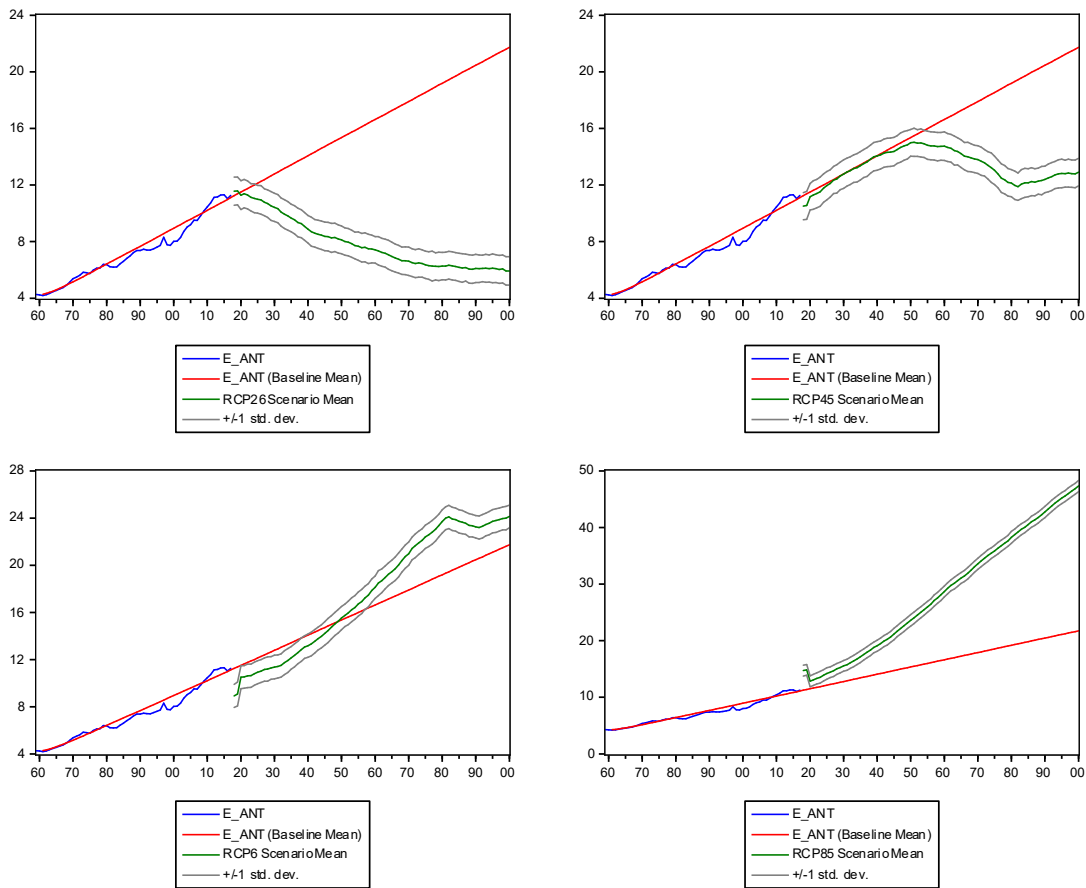 24
20
16
12
8
4
60 70 80 90 00 10 20 30 40 50 60 70 80 90 00
E_ANT
E_ANT (Baseline Mean)
RCP26 Scenario Mean
+/-1 std. dev.
24
20
16
12
8
4
60 70 80 90 00 10 20 30 40 50 60 70 80 90 00
E_ANT
E_ANT (Baseline Mean)
RCP45 Scenario Mean
+/-1 std. dev.
28
24
20
16
12
8
4
60 70 80 90 00 10 20 30 40 50 60 70 80 90 00
E_ANT
E_ANT (Baseline Mean)
RCP6 Scenario Mean
+/-1 std. dev.
50
40
30
20
10
0
60 70 80 90 00 10 20 30 40 50 60 70 80 90 00
E_ANT
E_ANT (Baseline Mean)
RCP85 Scenario Mean
+/-1 std. dev.